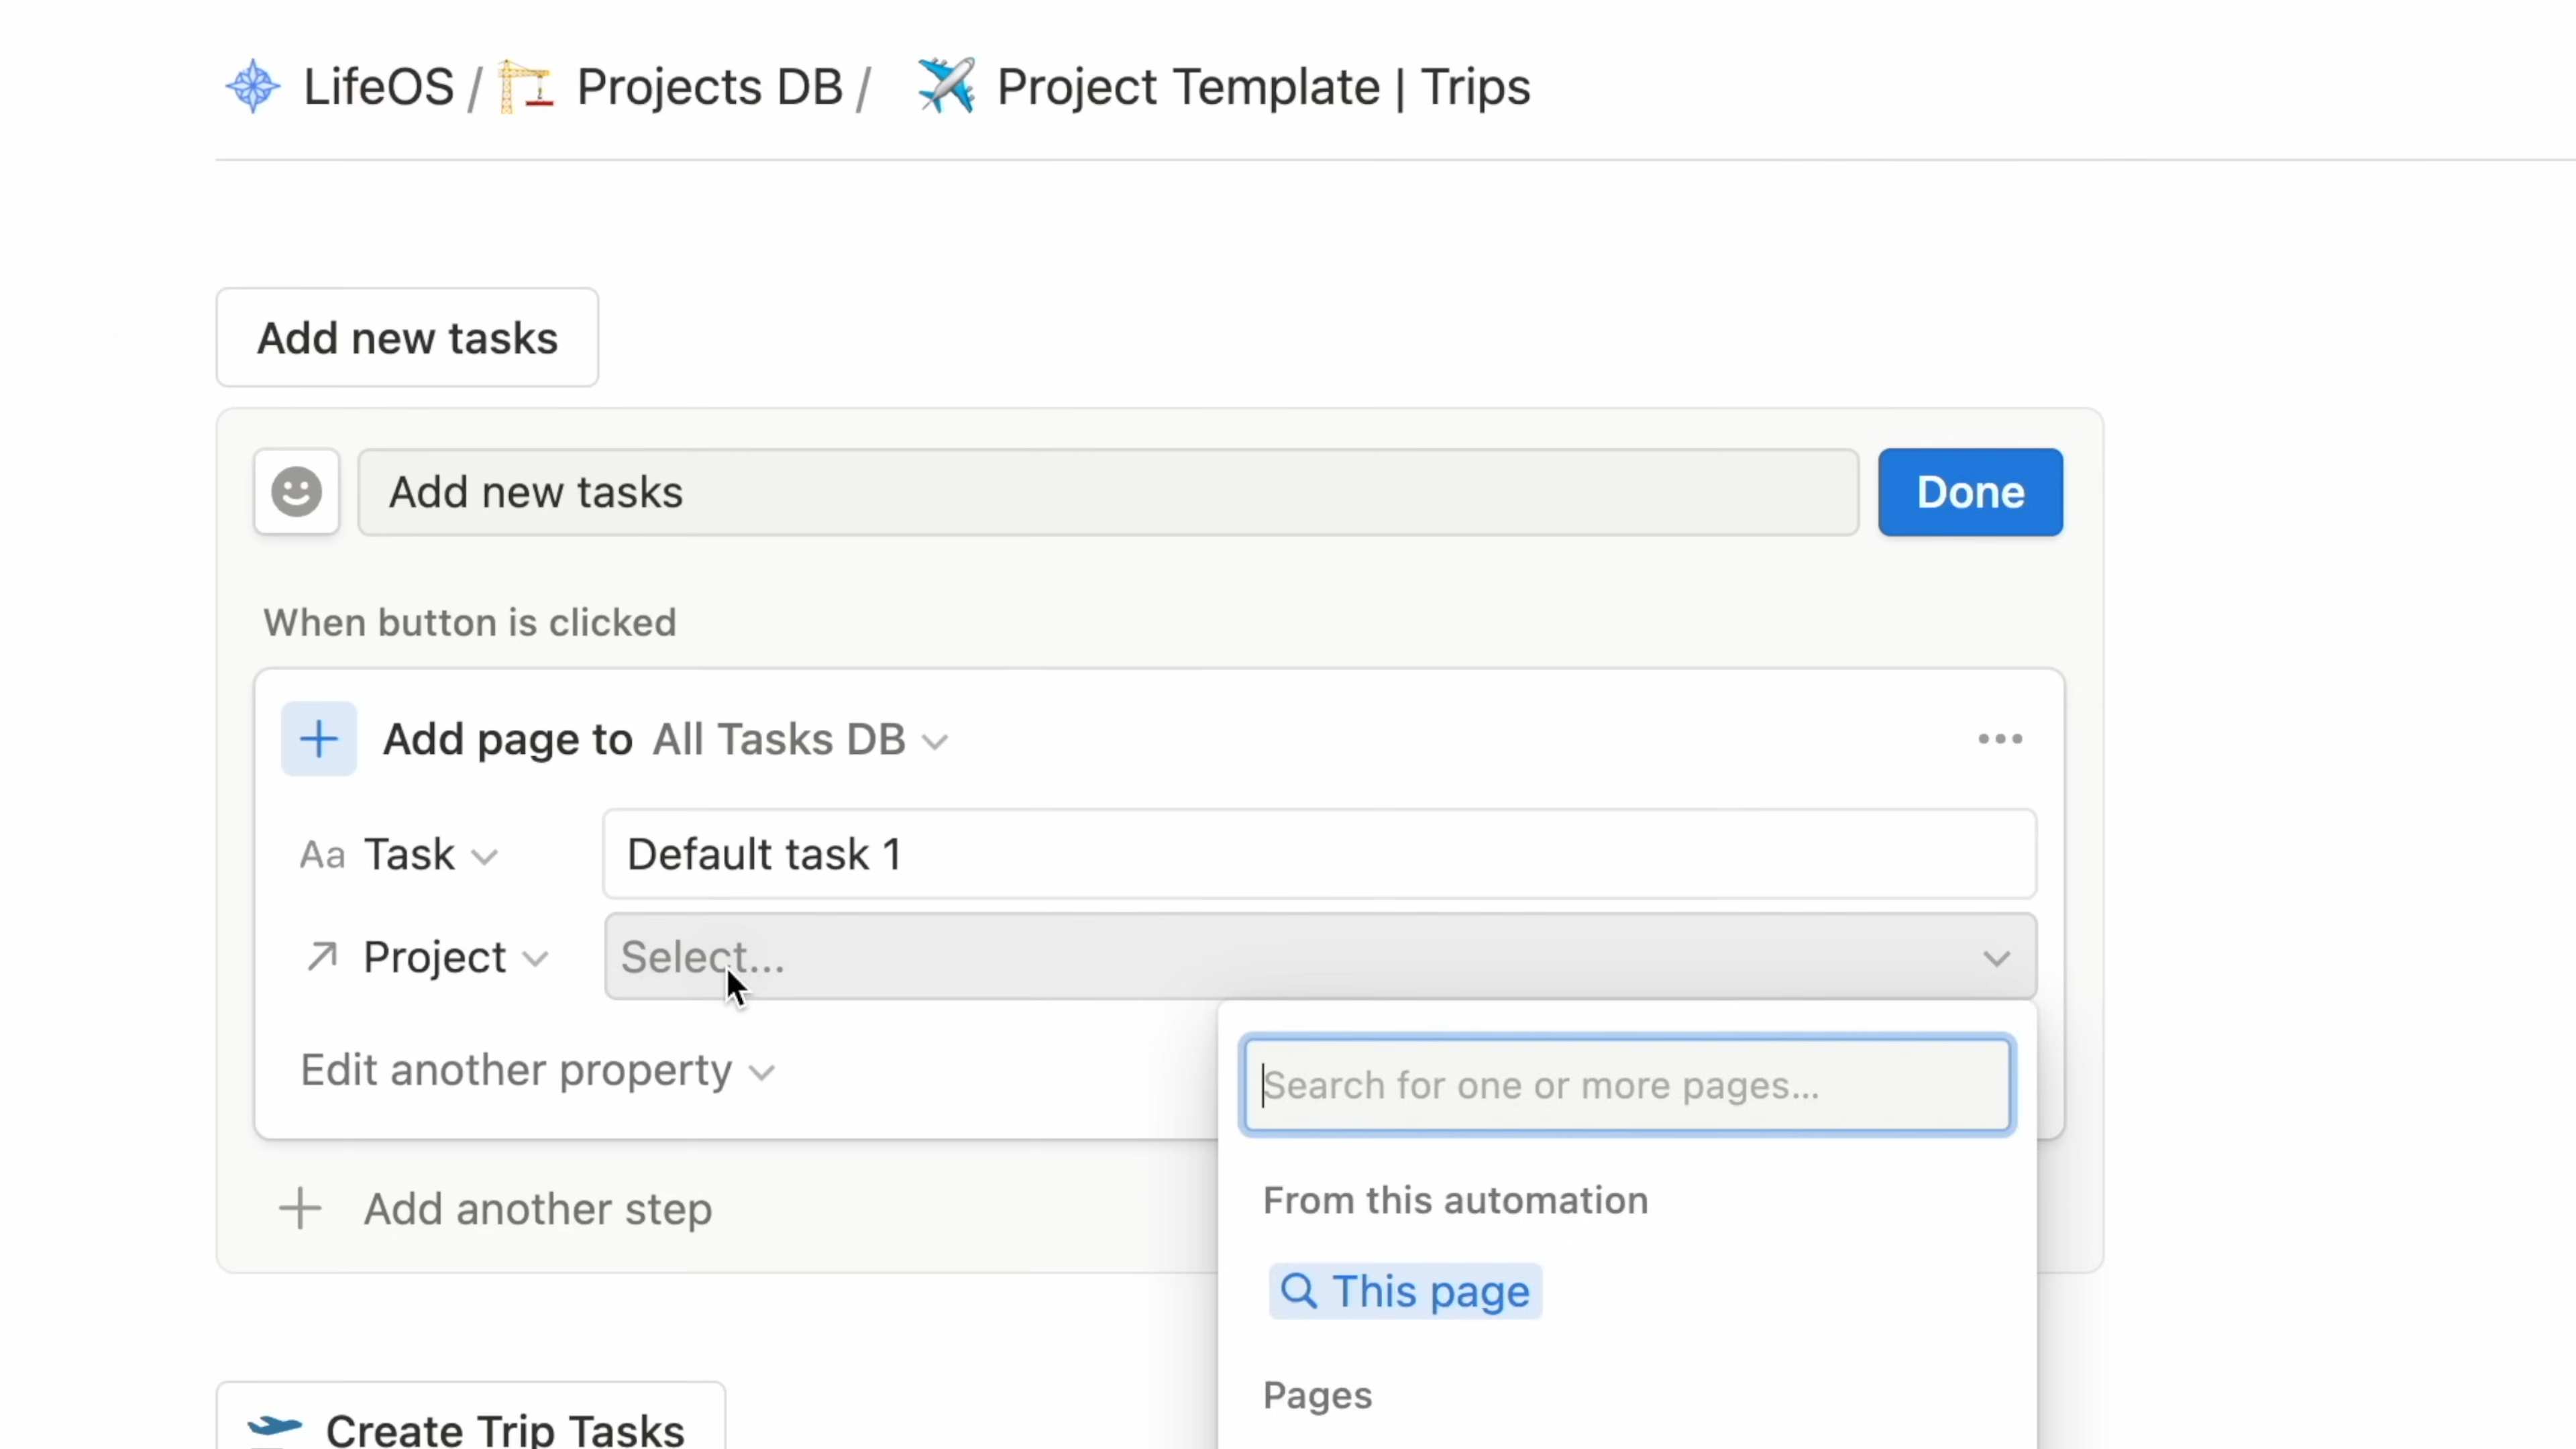 LifeOS / Projects DB / Project Template | Trips
Add new tasks
Add new tasks
Done
When button is clicked
Add page to All Tasks DB
Aa Task
Default task 1
Project
Select...
Edit another property
Search for one or more pages...
Add another step
From this automation
This page
Pages
Create Trip Tasks